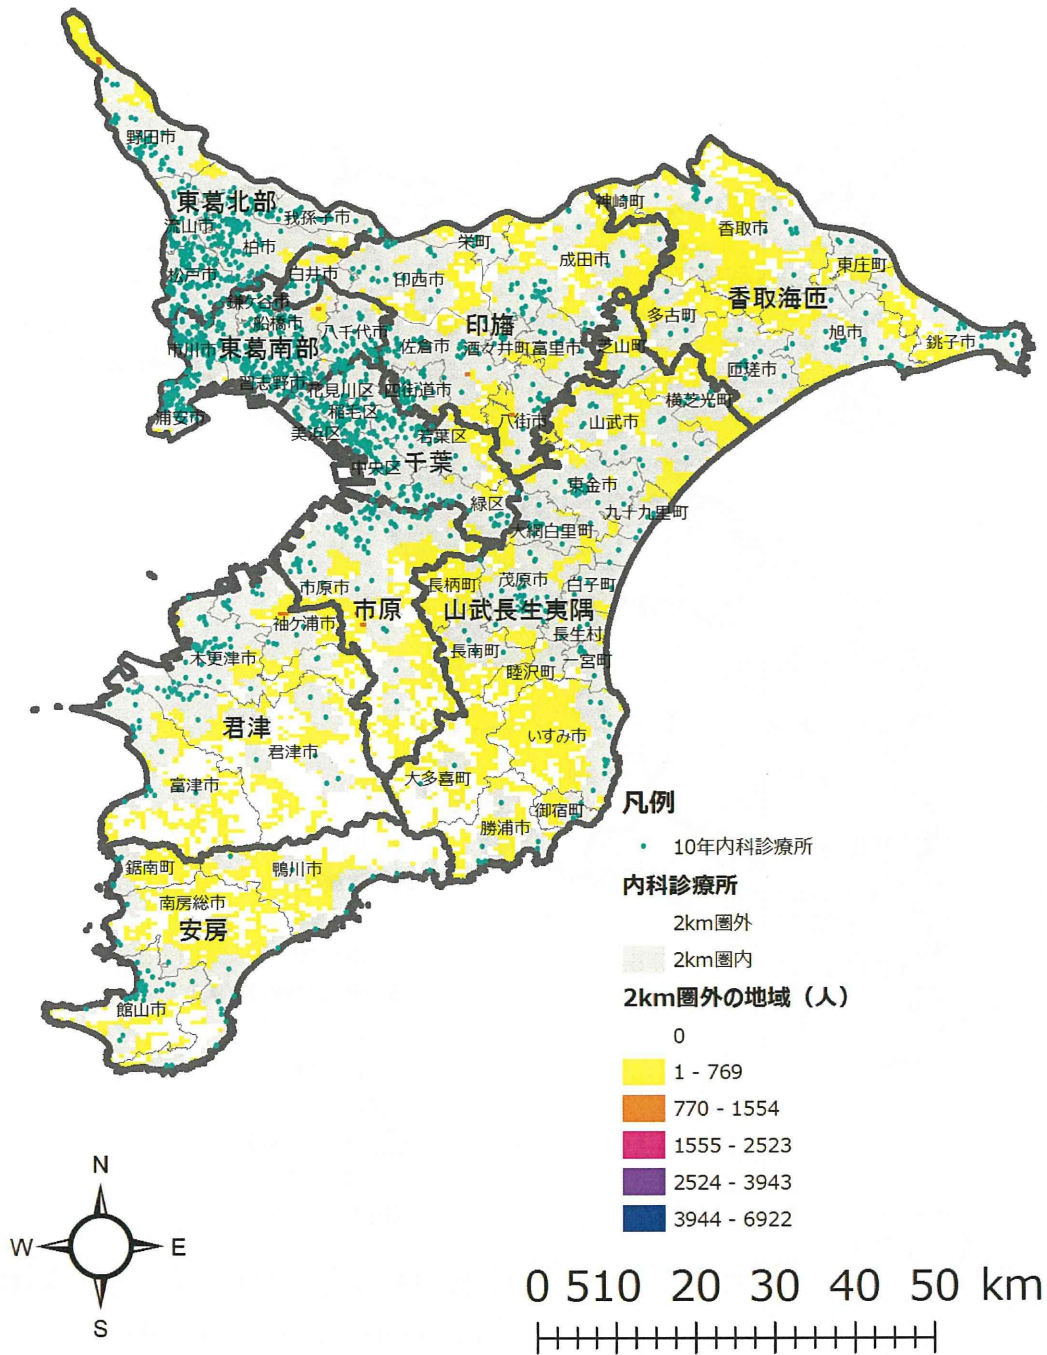 野田市
東葛北部
流山市
我孫子市
柏市
松戸市
白井市
鎌ケ谷市
船橋市
八千代市
市川市
東葛南部
習志野市
花見川区
浦安市
稲毛区
美浜区
若葉区
中央区
千葉
緑区
栄町
印西市
成田市
印旛
佐倉市
酒々井町
富里市
四街道市
八街市
神崎町
香取市
東庄町
香取海匝
多古町
旭市
銚子市
芝山町
匝瑳市
横芝光町
山武市
東金市
九十九里町
大網白里町
市原市
市原
長柄町
茂原市
白子町
山武長生夷隅
長生村
長南町
一宮町
睦沢町
いすみ市
大多喜町
御宿町
勝浦市
袖ケ浦市
木更津市
君津
君津市
富津市
鋸南町
鴨川市
南房総市
安房
館山市
凡例
10年内科診療所
内科診療所
2km圏外
2km圏内
2km圏外の地域（人）
0
1 - 769
770 - 1554
1555 - 2523
2524 - 3943
3944 - 6922
N
W E
S
0 510 20 30 40 50 km